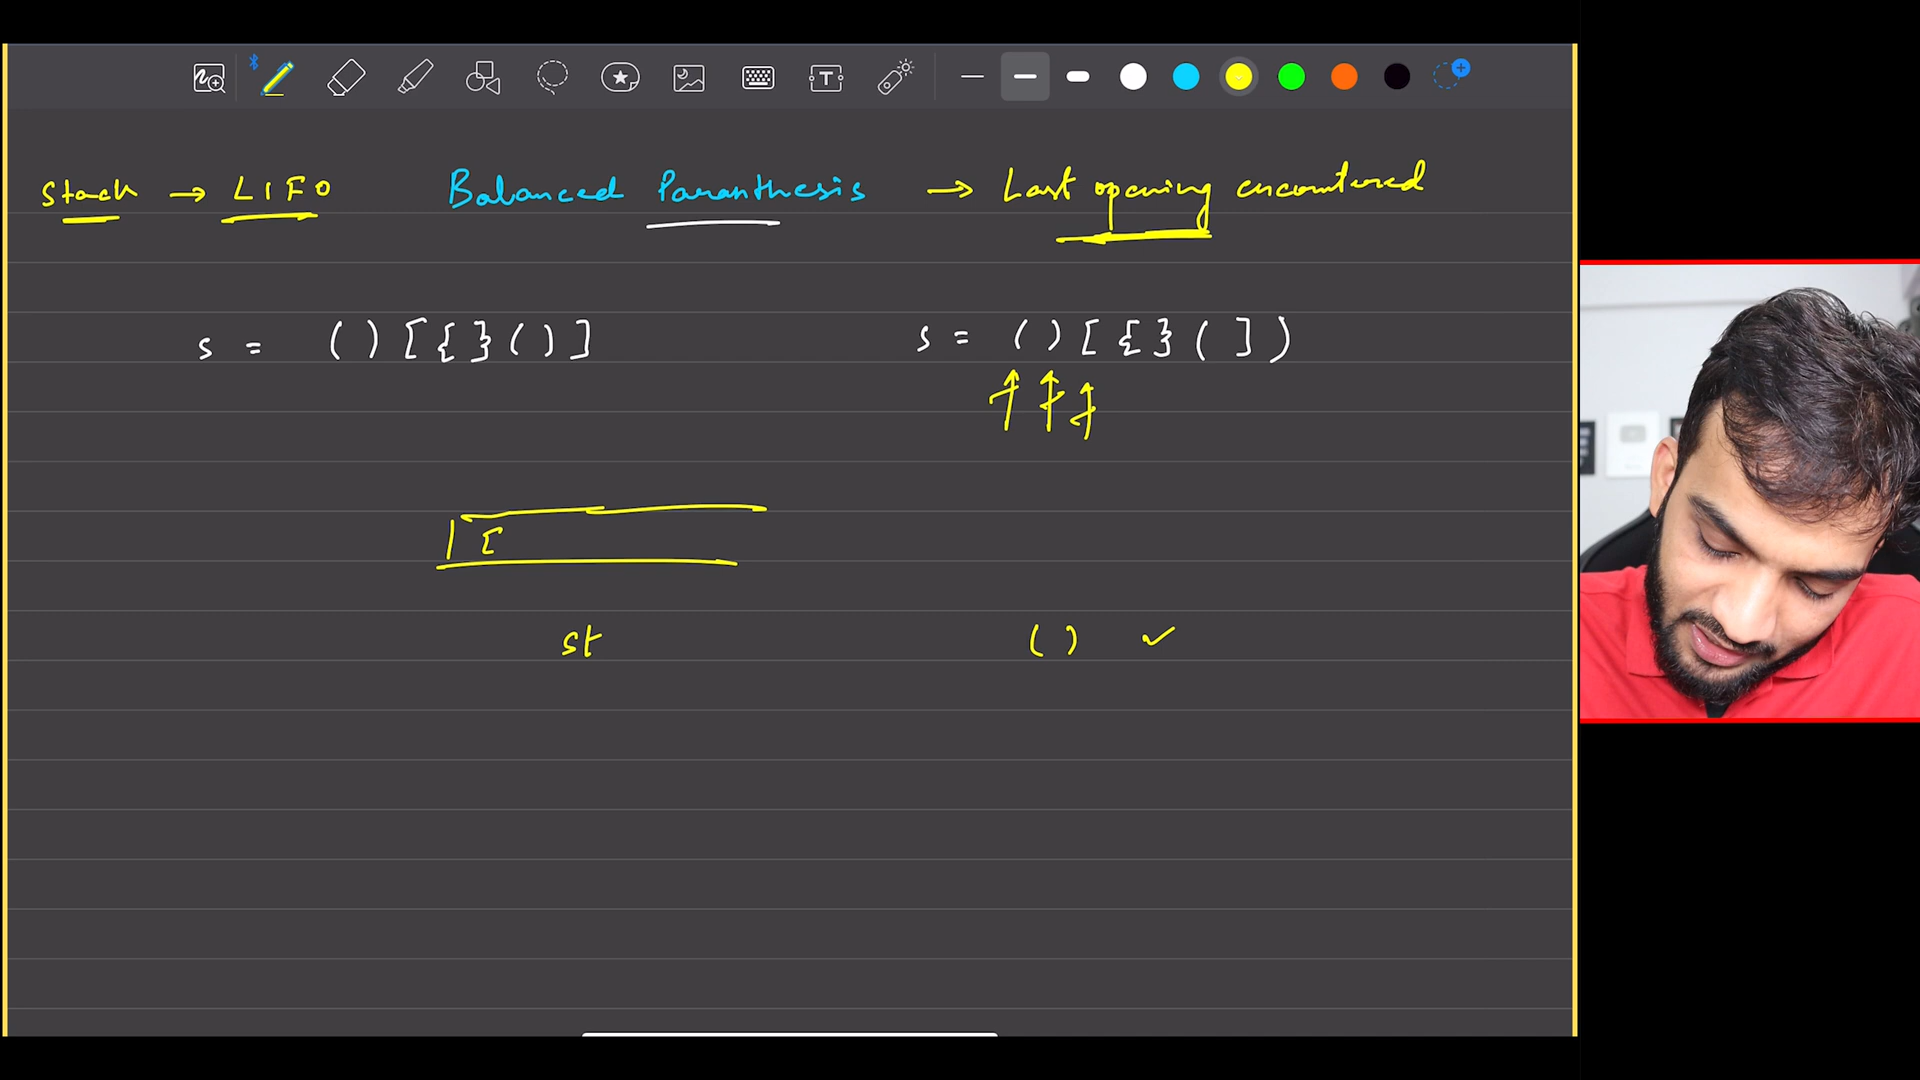 Stack → LIFO Balanced Paranthesis → Last opening encountered
s = ()[{}()] s = ()[{}(])
[
st () ✓